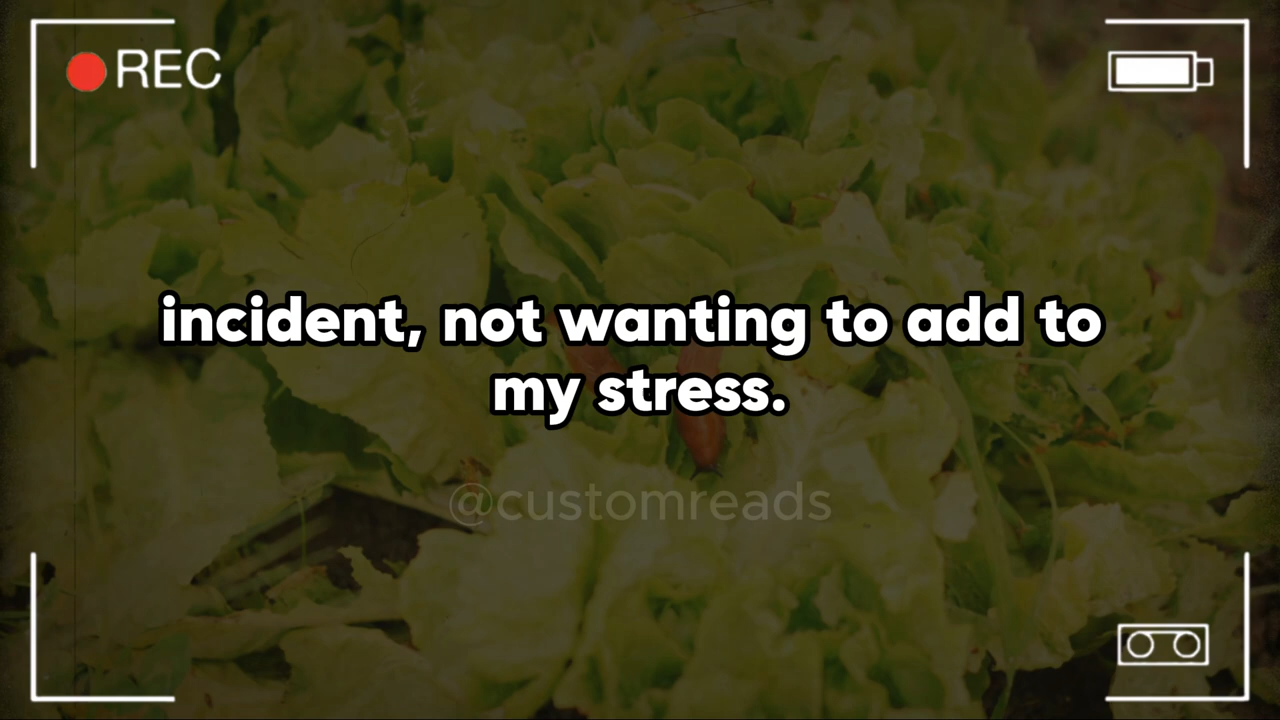 REC
incident, not wanting to add to
my stress.
@customreads